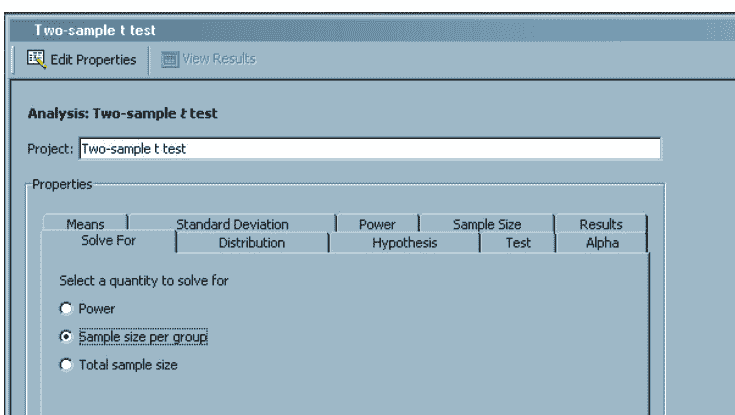 Two-sample t test
Edit Properties View Results
Analysis: Two-sample t test
Project: Two-sample t test
Properties
Means Standard Deviation Power Sample Size Results
Solve For Distribution Hypothesis Test Alpha
Select a quantity to solve for
Power
Sample size per group
Total sample size